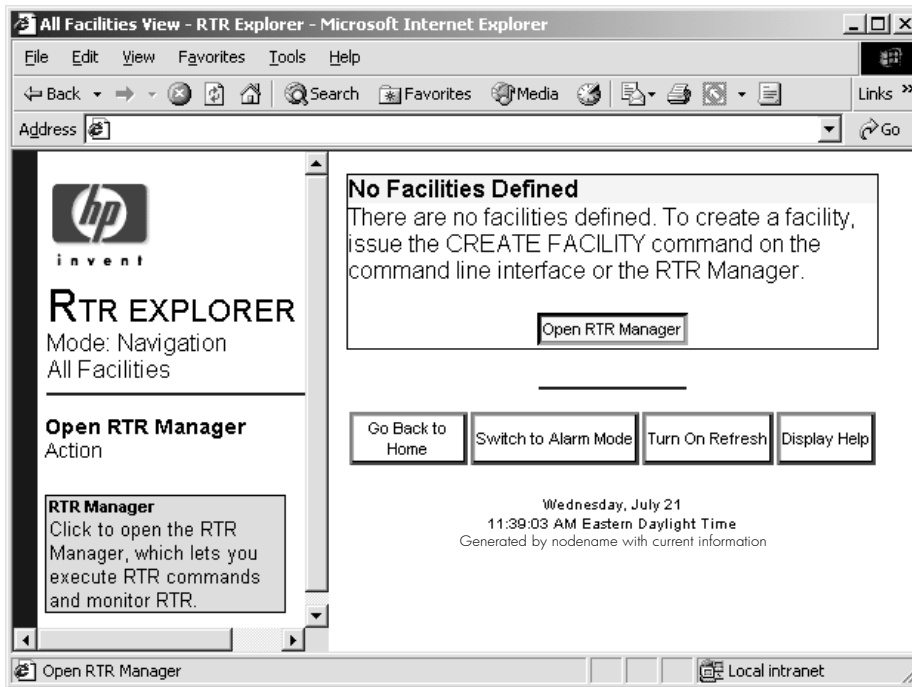 All Facilities View - RTR Explorer - Microsoft Internet Explorer
File Edit View Favorites Tools Help
Back Search Favorites Media Links »
Address Go
hp
invent
RTR EXPLORER
Mode: Navigation
All Facilities
Open RTR Manager
Action
RTR Manager
Click to open the RTR
Manager, which lets you
execute RTR commands
and monitor RTR.
No Facilities Defined
There are no facilities defined. To create a facility,
issue the CREATE FACILITY command on the
command line interface or the RTR Manager.
Open RTR Manager
Go Back to
Home
Switch to Alarm Mode
Turn On Refresh
Display Help
Wednesday, July 21
11:39:03 AM Eastern Daylight Time
Generated by nodename with current information
Open RTR Manager
Local intranet